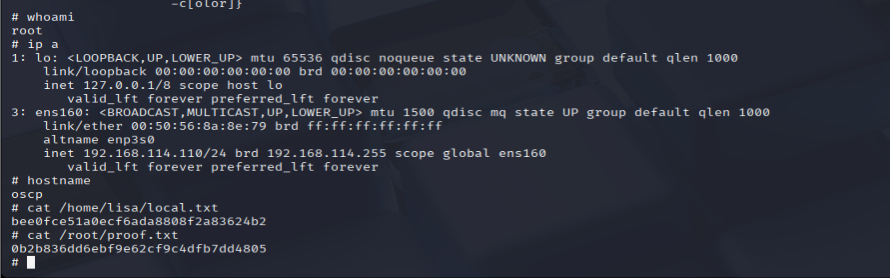 -c[olor]}
# whoami
root
# ip a
1: lo: <LOOPBACK,UP,LOWER_UP> mtu 65536 qdisc noqueue state UNKNOWN group default qlen 1000
    link/loopback 00:00:00:00:00:00 brd 00:00:00:00:00:00
    inet 127.0.0.1/8 scope host lo
       valid_lft forever preferred_lft forever
3: ens160: <BROADCAST,MULTICAST,UP,LOWER_UP> mtu 1500 qdisc mq state UP group default qlen 1000
    link/ether 00:50:56:8a:8e:79 brd ff:ff:ff:ff:ff:ff
    altname enp3s0
    inet 192.168.114.110/24 brd 192.168.114.255 scope global ens160
       valid_lft forever preferred_lft forever
# hostname
oscp
# cat /home/lisa/local.txt
bee0fce51a0ecf6ada8808f2a83624b2
# cat /root/proof.txt
0b2b836dd6ebf9e62cf9c4dfb7dd4805
#